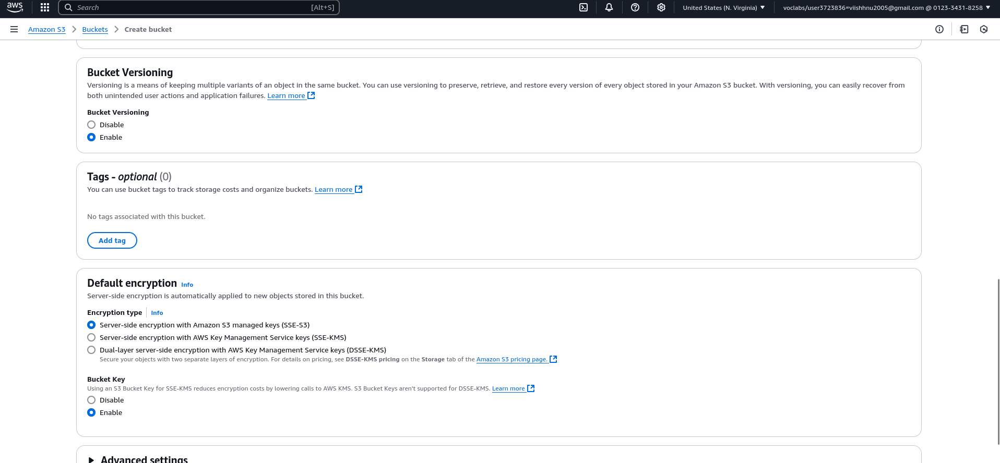 aws
Search [Alt+S]
United States (N. Virginia) voclabs/user3723836=viishhnu2005@gmail.com @ 0123-3431-8258
Amazon S3 Buckets Create bucket
Bucket Versioning
Versioning is a means of keeping multiple variants of an object in the same bucket. You can use versioning to preserve, retrieve, and restore every version of every object stored in your Amazon S3 bucket. With versioning, you can easily recover from
both unintended user actions and application failures. Learn more
Bucket Versioning
Disable
Enable
Tags - optional (0)
You can use bucket tags to track storage costs and organize buckets. Learn more
No tags associated with this bucket.
Add tag
Default encryption Info
Server-side encryption is automatically applied to new objects stored in this bucket.
Encryption type Info
Server-side encryption with Amazon S3 managed keys (SSE-S3)
Server-side encryption with AWS Key Management Service keys (SSE-KMS)
Dual-layer server-side encryption with AWS Key Management Service keys (DSSE-KMS)
Secure your objects with two separate layers of encryption. For details on pricing, see DSSE-KMS pricing on the Storage tab of the Amazon S3 pricing page.
Bucket Key
Using an S3 Bucket Key for SSE-KMS reduces encryption costs by lowering calls to AWS KMS. S3 Bucket Keys aren't supported for DSSE-KMS. Learn more
Disable
Enable
Advanced settings